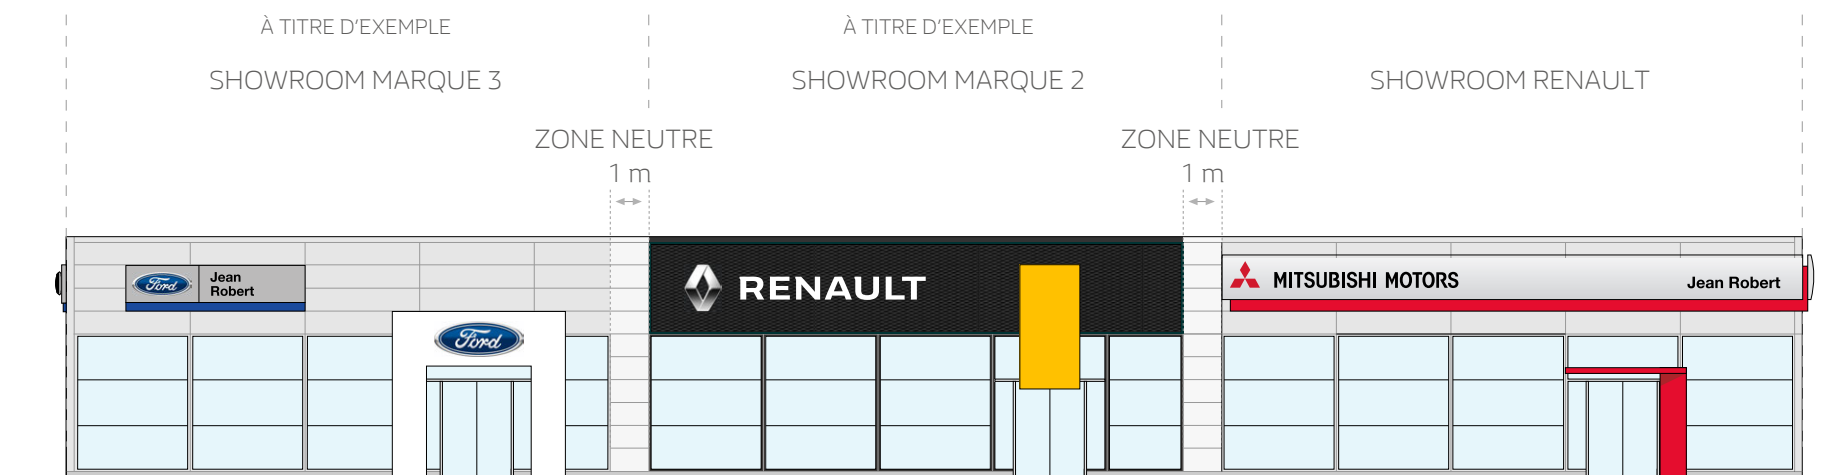 À TITRE D'EXEMPLE
À TITRE D'EXEMPLE
SHOWROOM MARQUE 3
SHOWROOM MARQUE 2
SHOWROOM RENAULT
ZONE NEUTRE
1 m
ZONE NEUTRE
1 m
Ford
Jean
Robert
Ford
RENAULT
MITSUBISHI MOTORS
Jean Robert